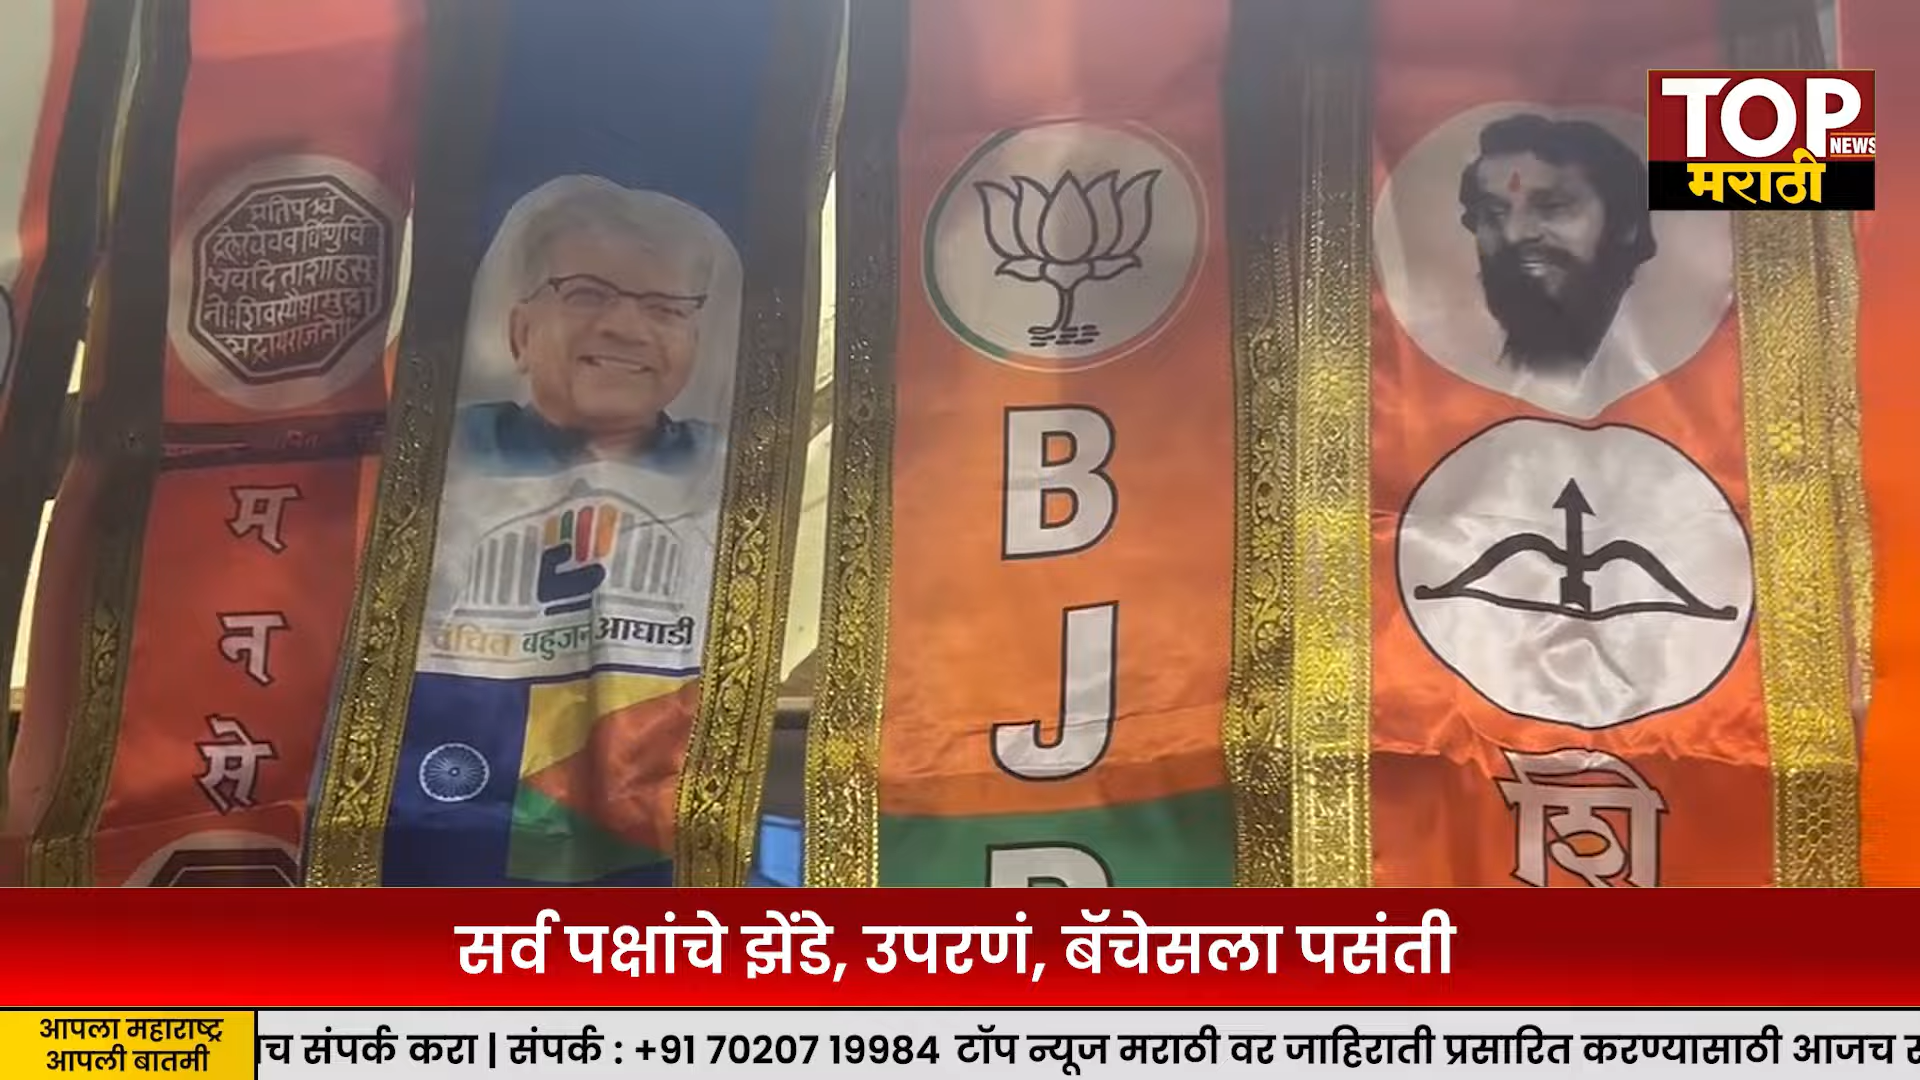 TOP
NEWS
मराठी
म
न
से
वंचित बहुजन आघाडी
B
J
P
शि
सर्व पक्षांचे झेंडे, उपरणं, बॅचेसला पसंती
आपला महाराष्ट्र
आपली बातमी
संपर्क करा | संपर्क : +91 70207 19984 टॉप न्यूज मराठी वर जाहिराती प्रसारित करण्यासाठी आजच